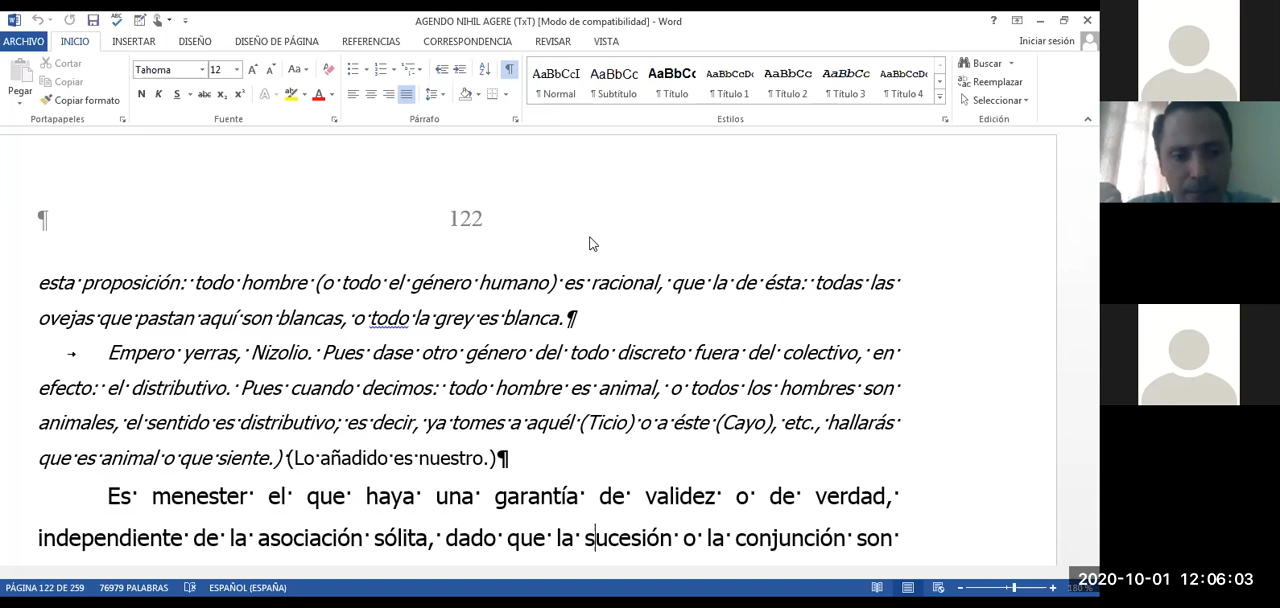 AGENDO NIHIL AGERE (TxT) [Modo de compatibilidad] - Word
ARCHIVO INICIO INSERTAR DISEÑO DISEÑO DE PÁGINA REFERENCIAS CORRESPONDENCIA REVISAR VISTA Iniciar sesión
Pegar
Cortar
Copiar
Copiar formato
Portapapeles
Tahoma 12
Fuente
Párrafo
AaBbCcI AaBbCc AaBbCc AaBbCcDc AaBbCc AaBbCc AaBbCcDc
¶ Normal ¶ Subtítulo ¶ Título ¶ Título 1 ¶ Título 2 ¶ Título 3 ¶ Título 4
Estilos
Buscar
Reemplazar
Seleccionar
Edición
¶ 122
esta proposición: todo hombre (o todo el género humano) es racional, que la de ésta: todas las
ovejas que pastan aquí son blancas, o todo la grey es blanca.¶
Empero yerras, Nizolio. Pues dase otro género del todo discreto fuera del colectivo, en
efecto: el distributivo. Pues cuando decimos: todo hombre es animal, o todos los hombres son
animales, el sentido es distributivo; es decir, ya tomes a aquél (Ticio) o a éste (Cayo), etc., hallarás
que es animal o que siente.) (Lo añadido es nuestro.)¶
Es menester el que haya una garantía de validez o de verdad,
independiente de la asociación sólita, dado que la sucesión o la conjunción son
PÁGINA 122 DE 259 76979 PALABRAS ESPAÑOL (ESPAÑA) 180 %
2020-10-01 12:06:03